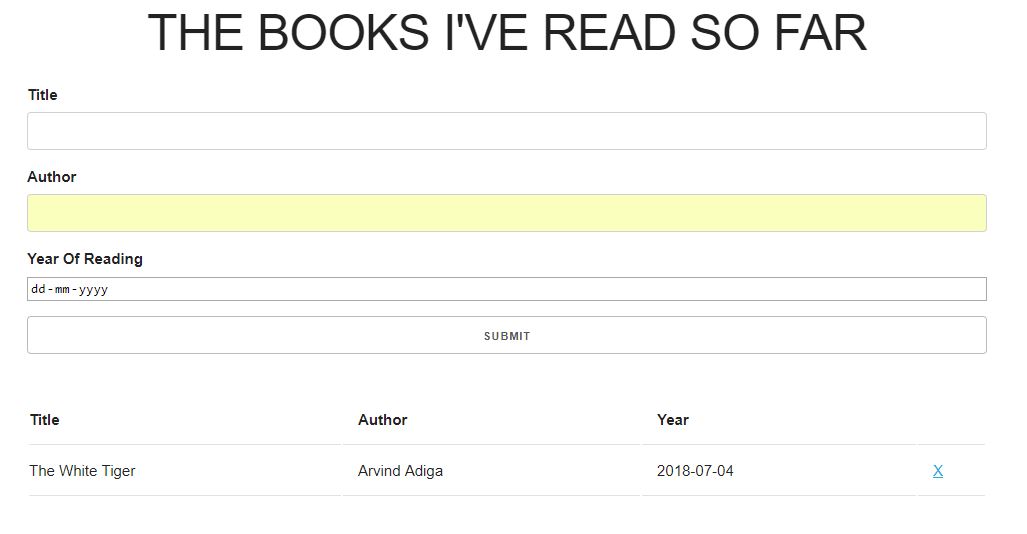 THE BOOKS I'VE READ SO FAR
Title
Author
Year Of Reading
dd-mm-yyyy
SUBMIT
Title Author Year
The White Tiger Arvind Adiga 2018-07-04 X